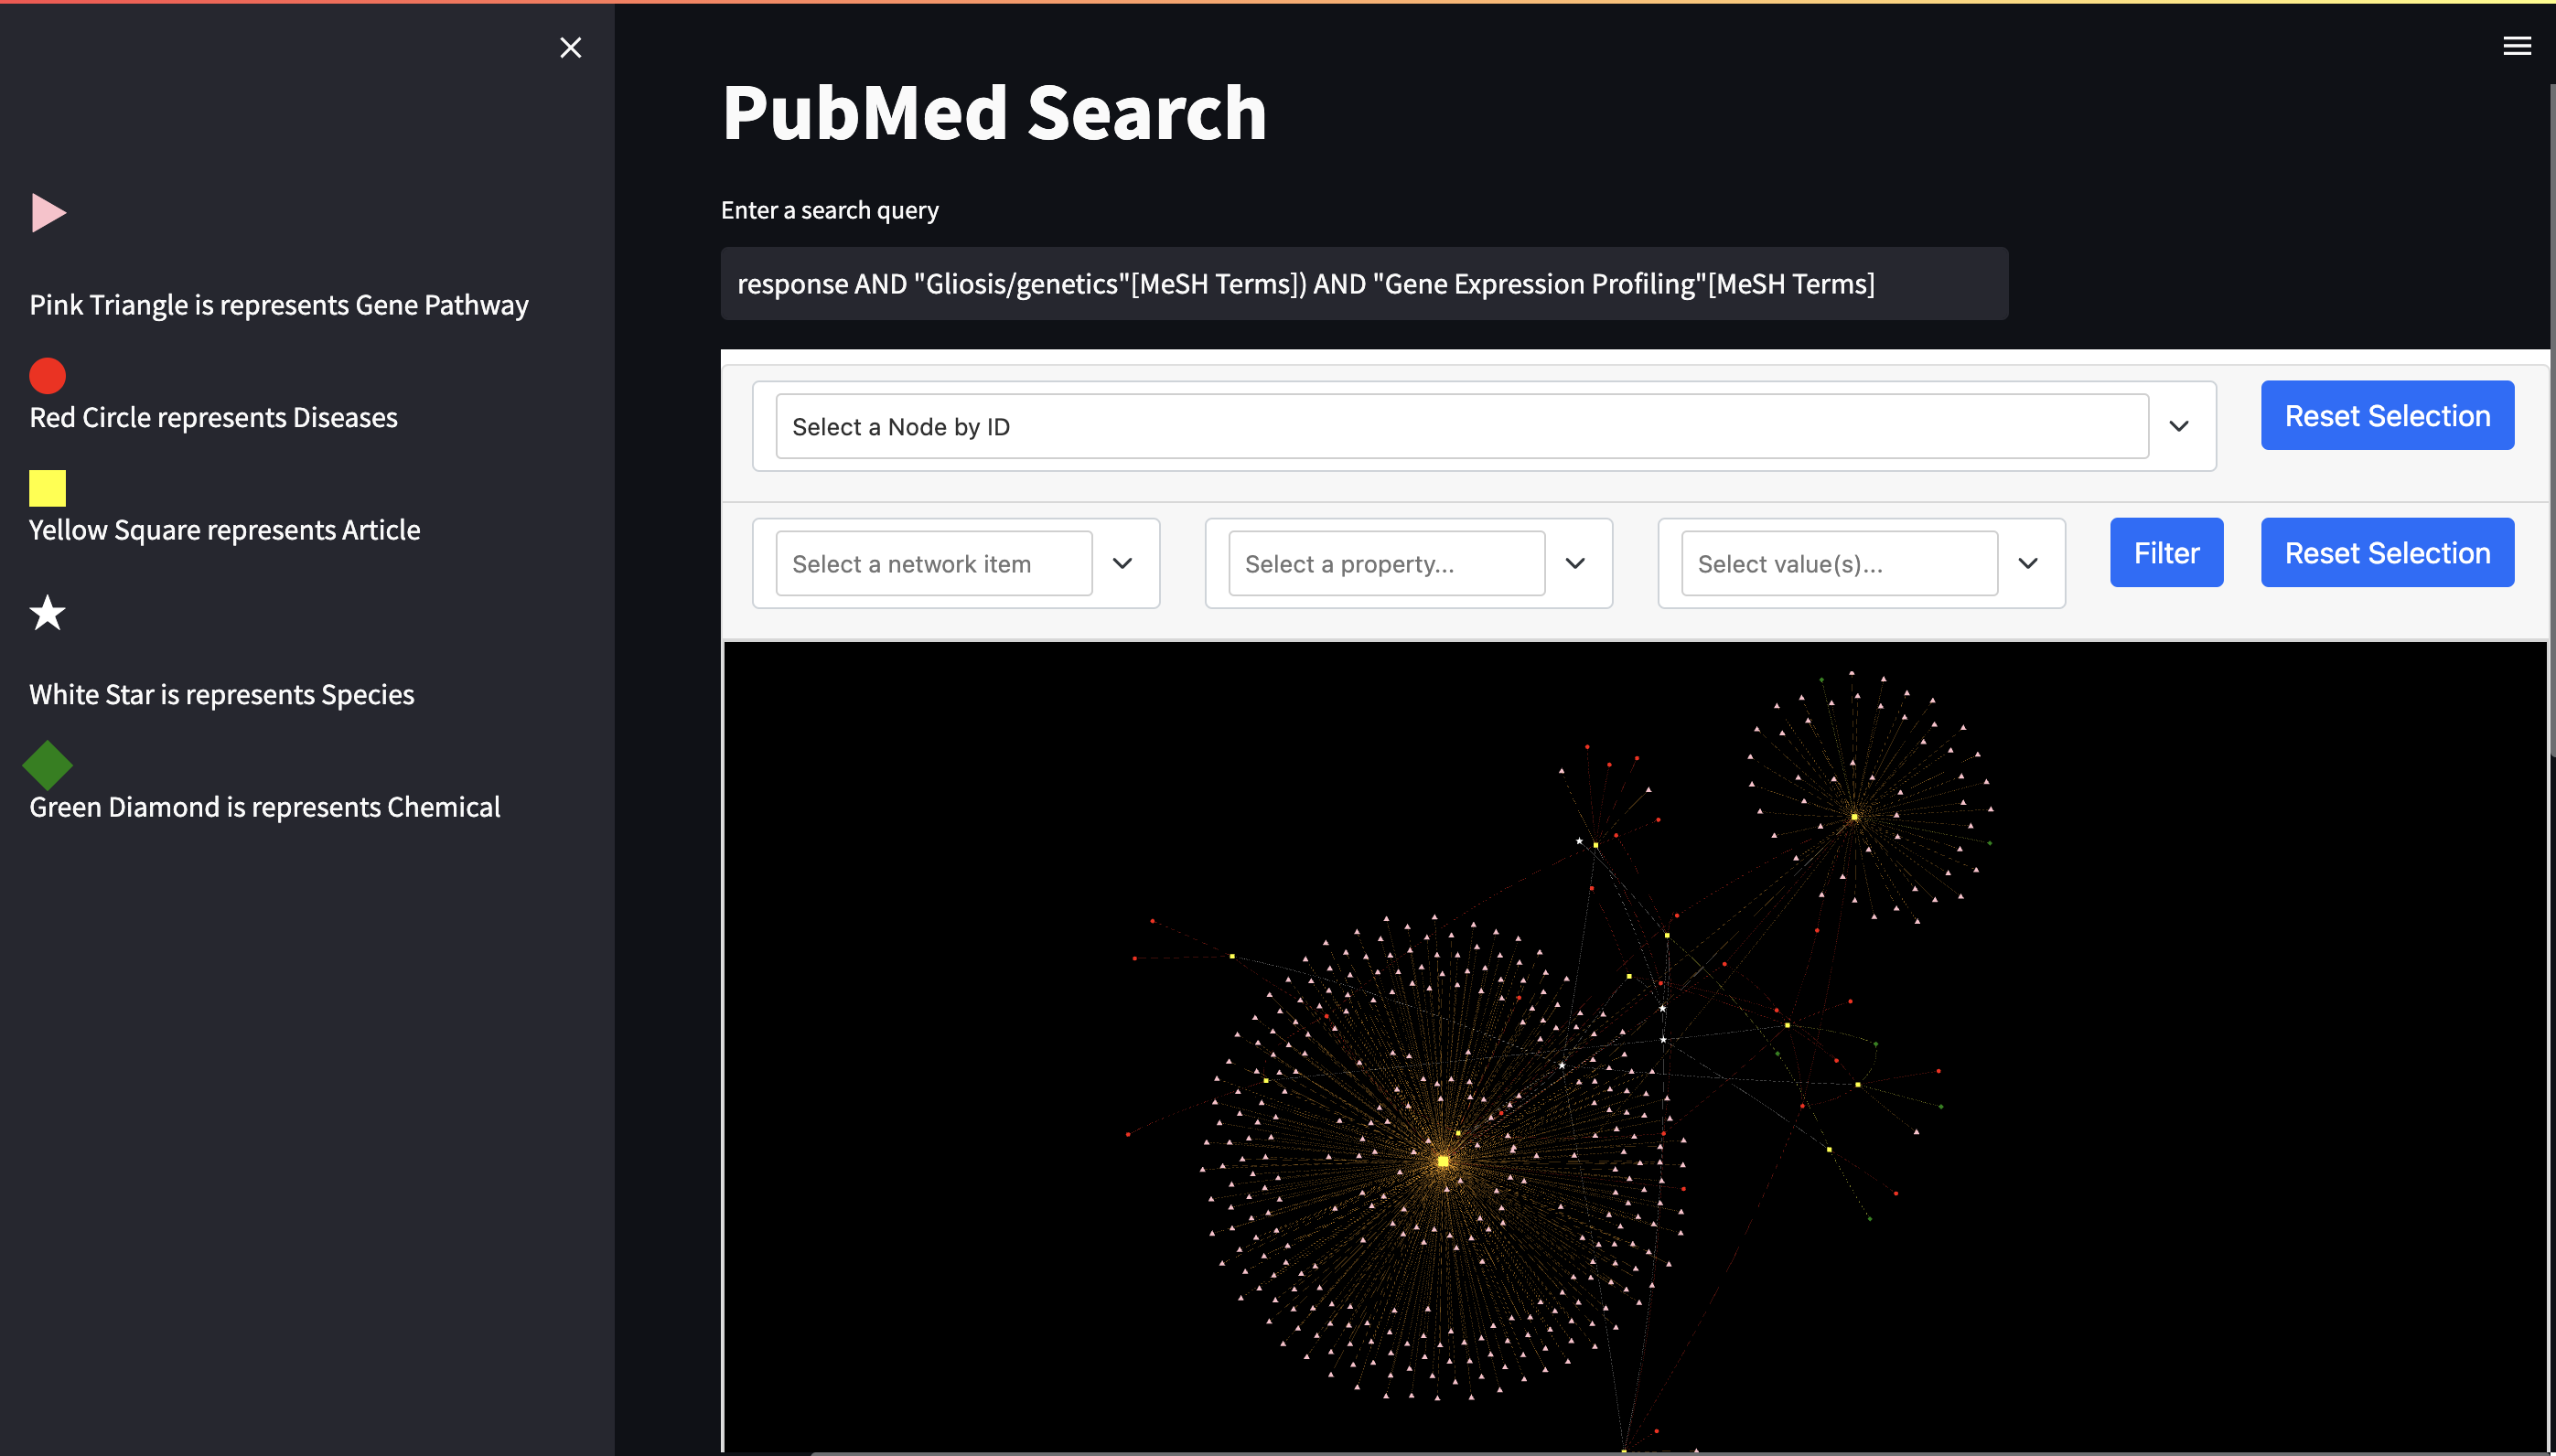 Pink Triangle is represents Gene Pathway
Red Circle represents Diseases
Yellow Square represents Article
White Star is represents Species
Green Diamond is represents Chemical
PubMed Search
Enter a search query
response AND "Gliosis/genetics"[MeSH Terms]) AND "Gene Expression Profiling"[MeSH Terms]
Select a Node by ID
Reset Selection
Select a network item
Select a property...
Select value(s)...
Filter
Reset Selection